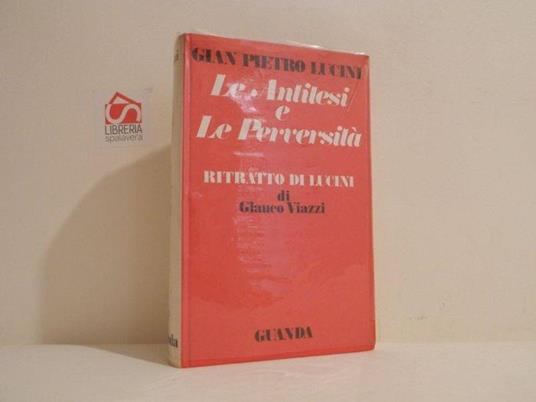 GIAN PIETRO LUCINI
Le Antitesi
e
Le Perversità
RITRATTO DI LUCINI
di
Glauco Viazzi
GUANDA
LIBRERIA
spalavera